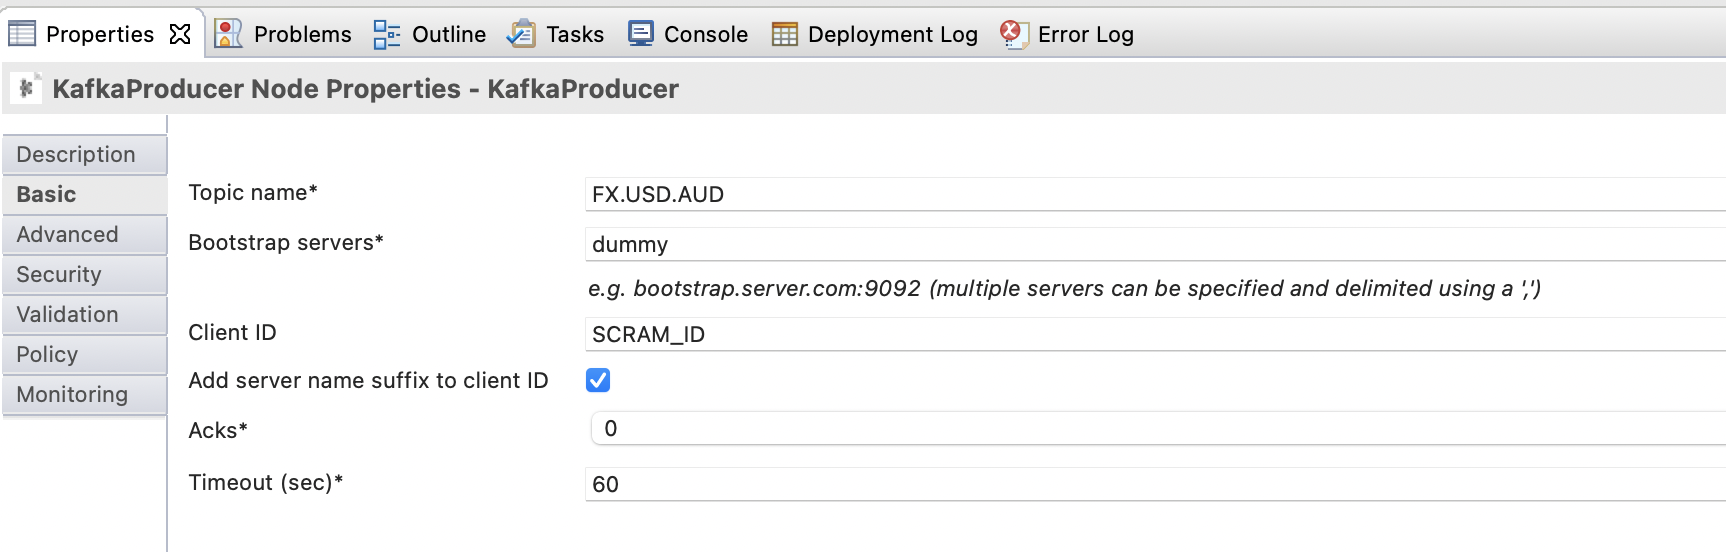 Properties Problems Outline Tasks Console Deployment Log Error Log
KafkaProducer Node Properties - KafkaProducer
Description
Basic
Advanced
Security
Validation
Policy
Monitoring
Topic name* FX.USD.AUD
Bootstrap servers* dummy
e.g. bootstrap.server.com:9092 (multiple servers can be specified and delimited using a ',')
Client ID SCRAM_ID
Add server name suffix to client ID
Acks* 0
Timeout (sec)* 60